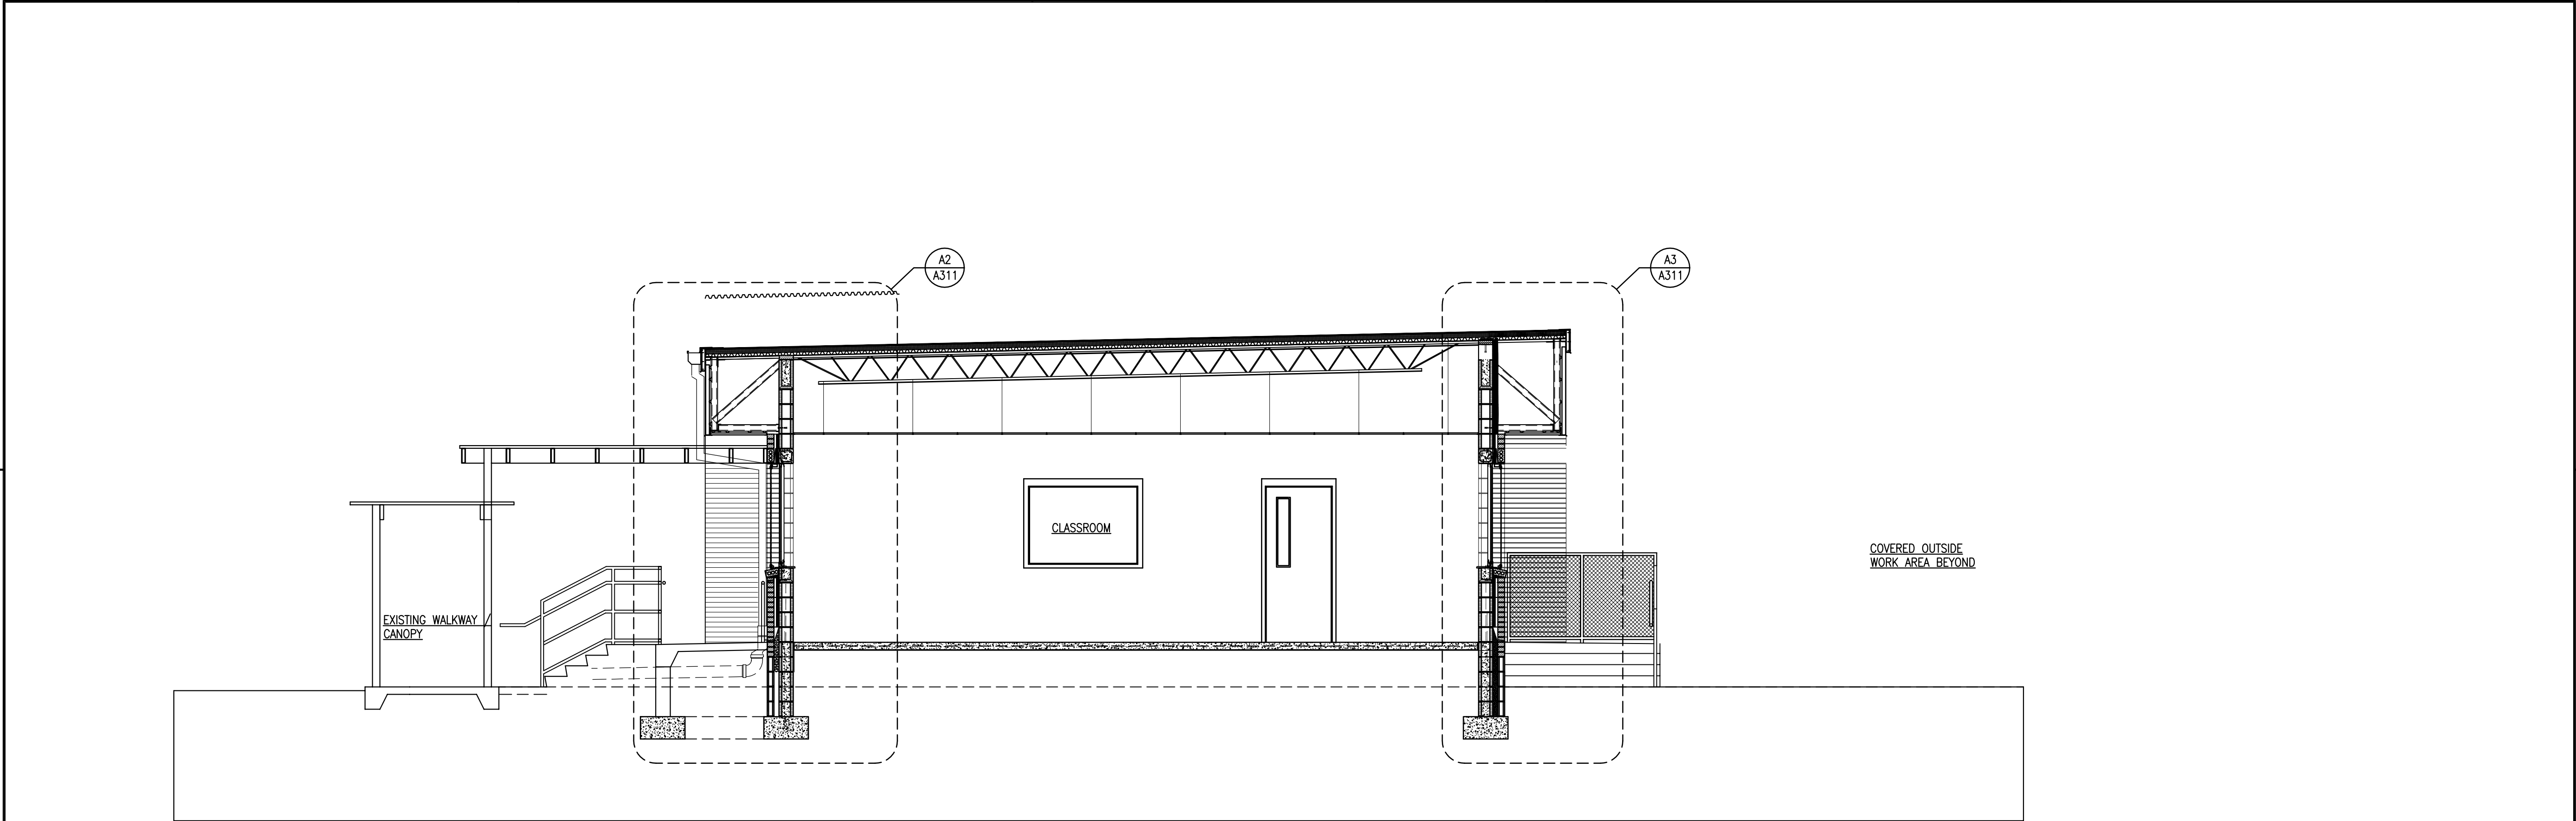 A2
A311
A3
A311
CLASSROOM
COVERED OUTSIDE
WORK AREA BEYOND
EXISTING WALKWAY
CANOPY